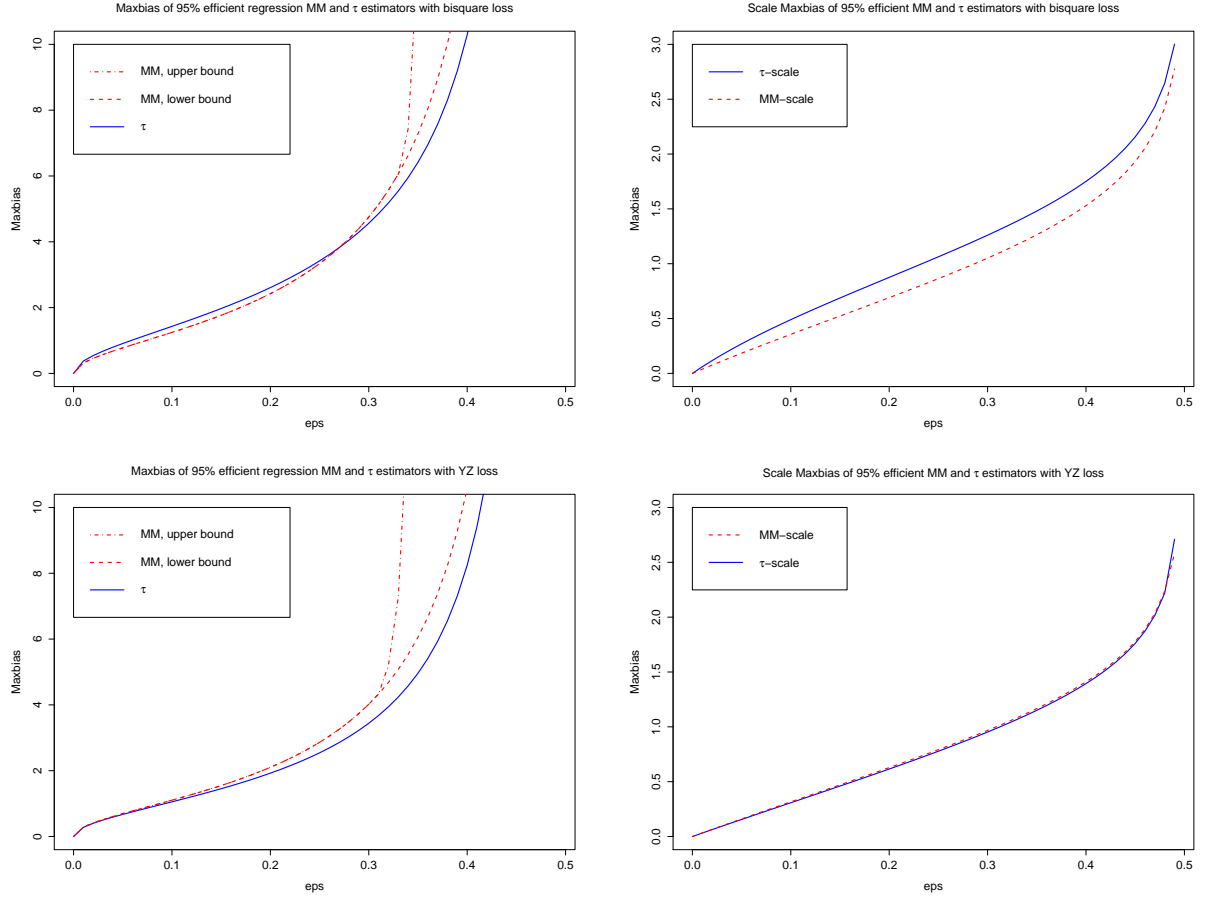 Maxbias of 95% efficient regression MM and τ estimators with bisquare loss
Maxbias
0
2
4
6
8
10
MM, upper bound
MM, lower bound
τ
0.0 0.1 0.2 0.3 0.4 0.5
eps
Scale Maxbias of 95% efficient MM and τ estimators with bisquare loss
Maxbias
0.0
0.5
1.0
1.5
2.0
2.5
3.0
τ−scale
MM−scale
0.0 0.1 0.2 0.3 0.4 0.5
eps
Maxbias of 95% efficient regression MM and τ estimators with YZ loss
Maxbias
0
2
4
6
8
10
MM, upper bound
MM, lower bound
τ
0.0 0.1 0.2 0.3 0.4 0.5
eps
Scale Maxbias of 95% efficient MM and τ estimators with YZ loss
Maxbias
0.0
0.5
1.0
1.5
2.0
2.5
3.0
MM−scale
τ−scale
0.0 0.1 0.2 0.3 0.4 0.5
eps